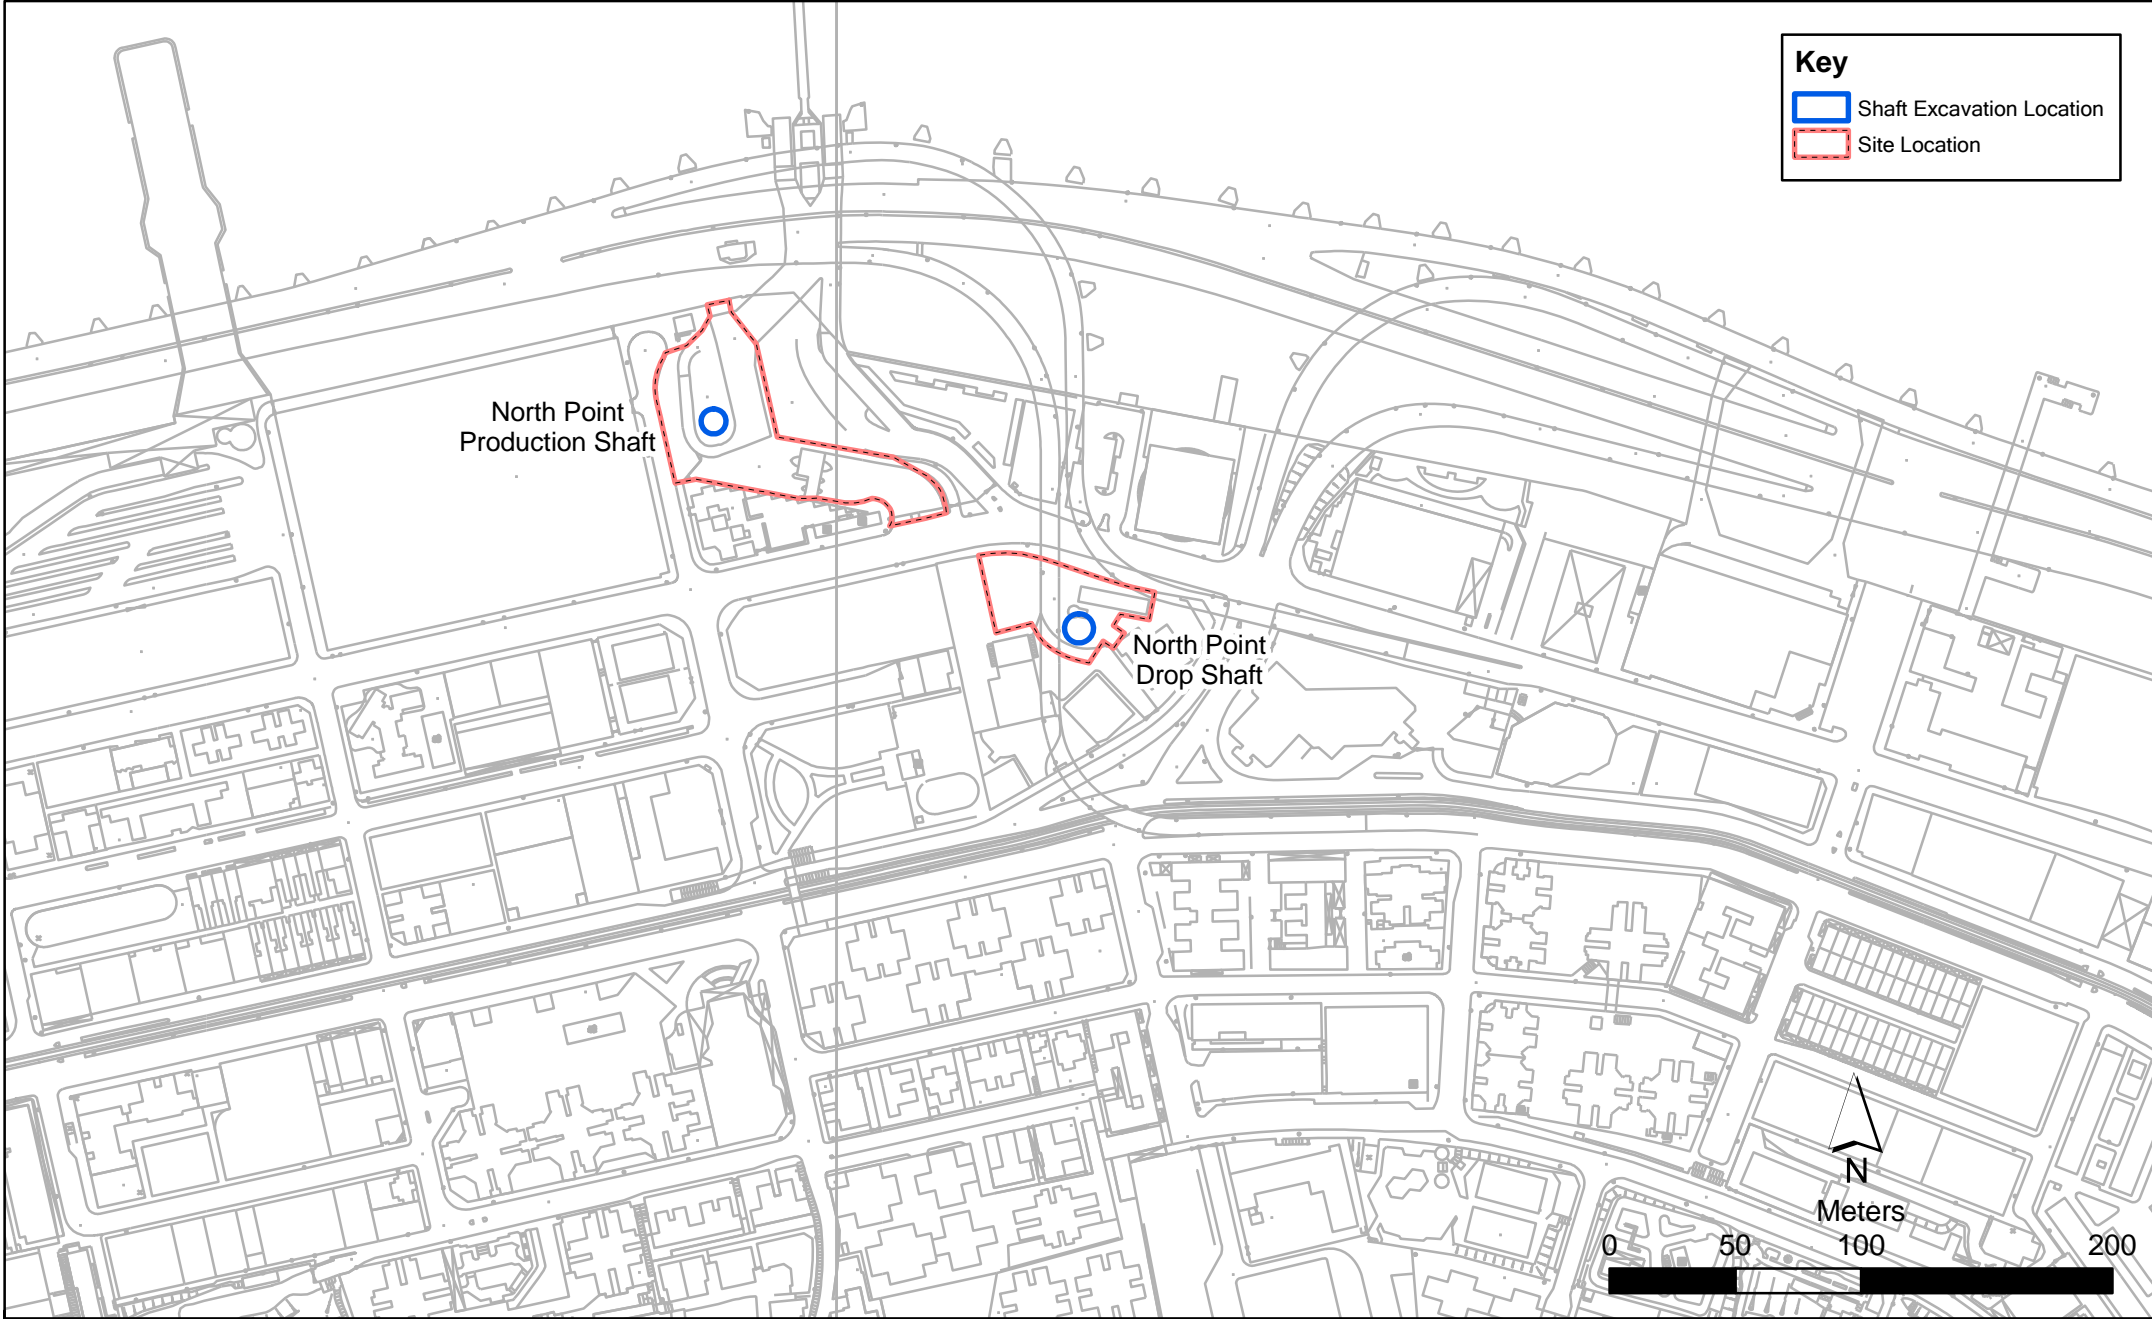 Key
Shaft Excavation Location
Site Location
North Point
Production Shaft
North Point
Drop Shaft
N
Meters
0 50 100 200